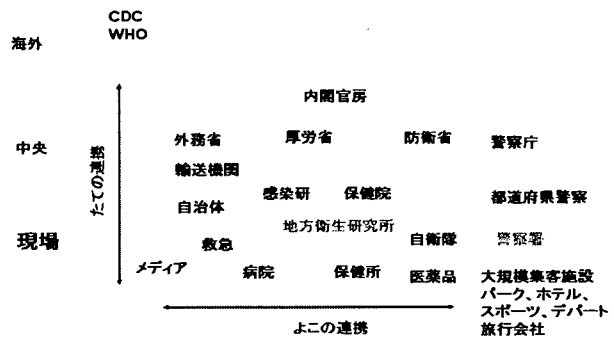 CDC
WHO
海外
内閣官房
中央
外務省 厚労省 防衛省 警察庁
輸送機関
たての連携
感染研 保健院 都道府県警察
自治体
地方衛生研究所
現場
救急 自衛隊 警察署
メディア 病院 保健所 医薬品 大規模集客施設
パーク、ホテル、
スポーツ、デパート
旅行会社
よこの連携